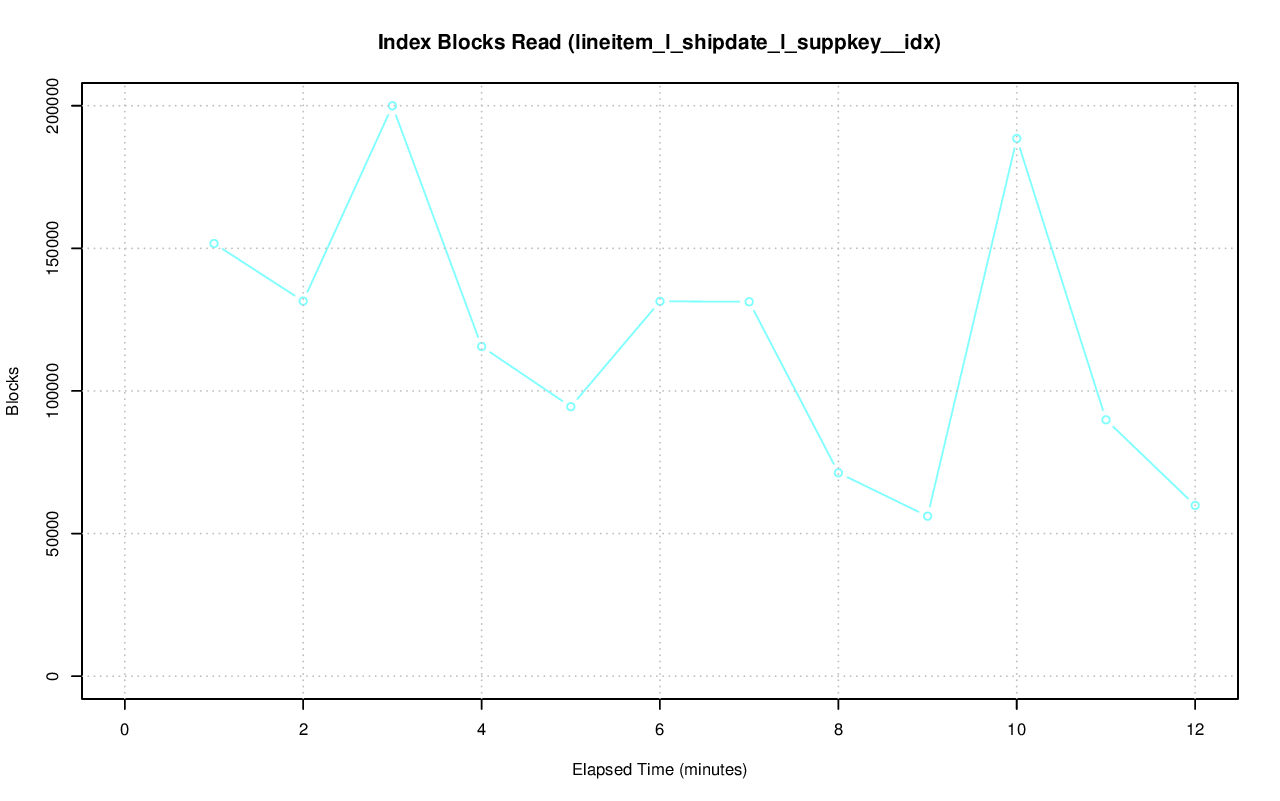 Index Blocks Read (lineitem_l_shipdate_l_suppkey__idx)
Blocks
200000
150000
100000
50000
0
0 2 4 6 8 10 12
Elapsed Time (minutes)